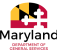 Maryland
DEPARTMENT OF
GENERAL SERVICES